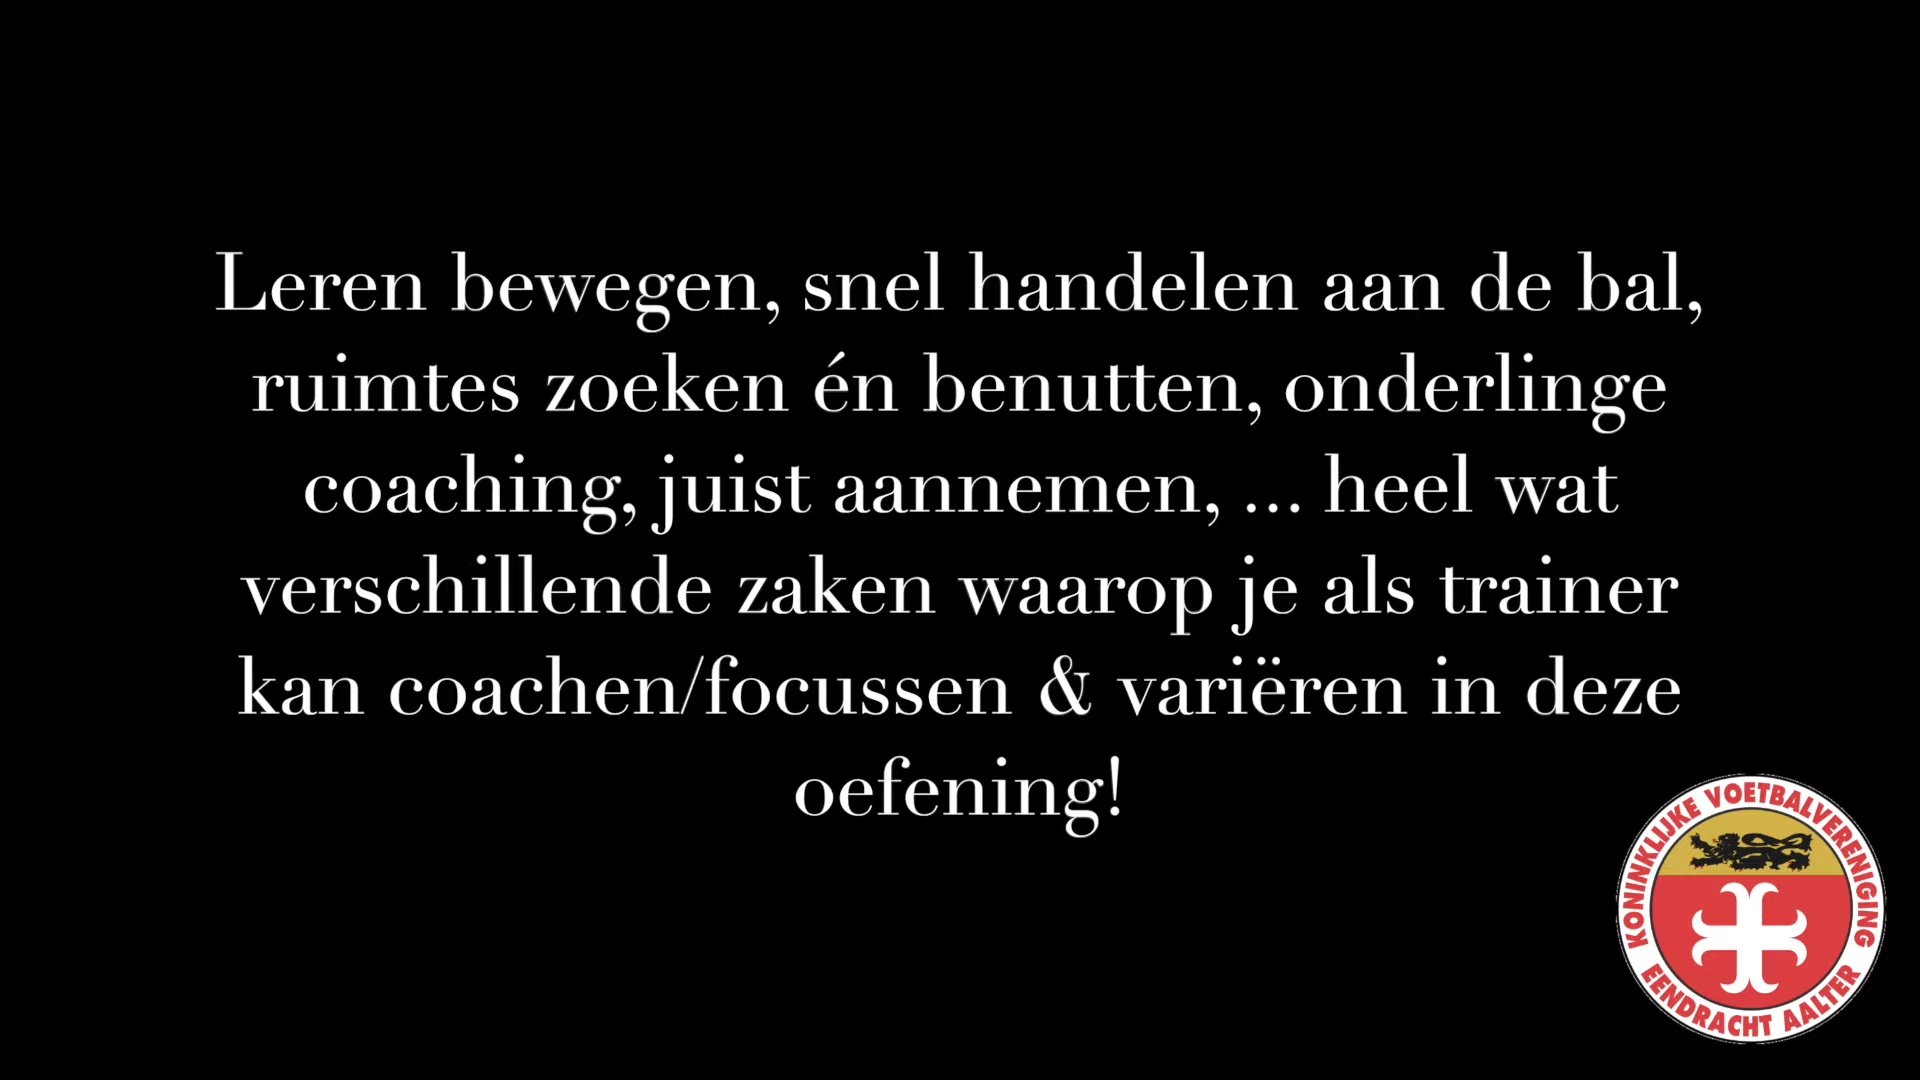 Leren bewegen, snel handelen aan de bal,
ruimtes zoeken én benutten, onderlinge
coaching, juist aannemen, ... heel wat
verschillende zaken waarop je als trainer
kan coachen/focussen & variëren in deze
oefening!
KONINKLIJKE VOETBALVERENIGING
EENDRACHT AALTER